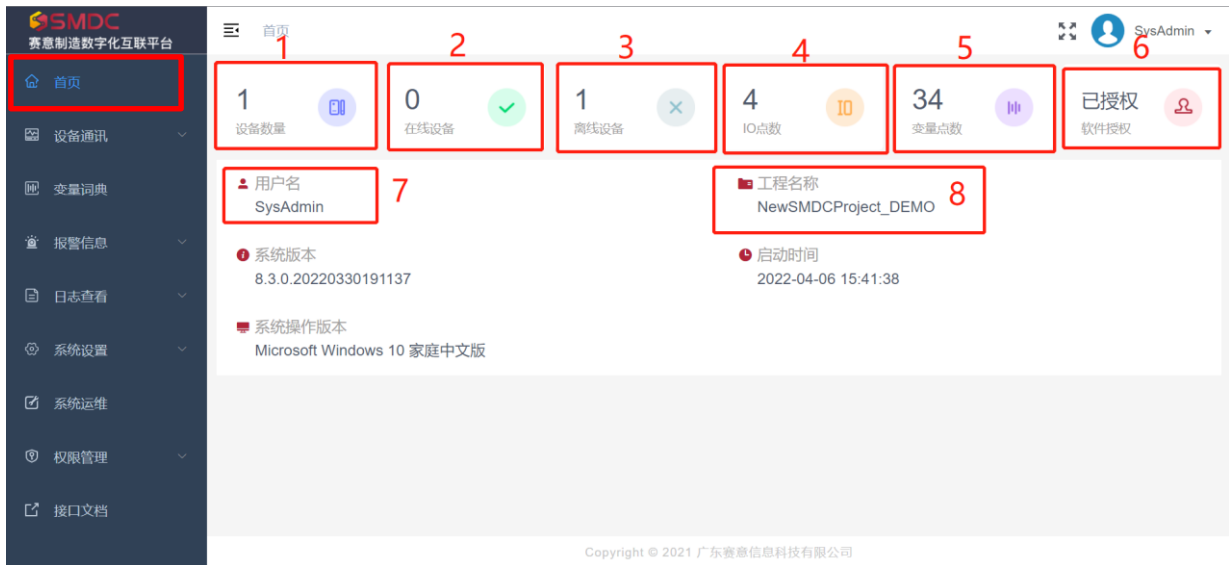 SMDC
赛意制造数字化互联平台
首页
设备通讯
变量词典
报警信息
日志查看
系统设置
系统运维
权限管理
接口文档
首页
SysAdmin
1
2
3
4
5
6
1
设备数量
0
在线设备
1
离线设备
4
IO点数
IO
34
变量点数
已授权
软件授权
用户名
SysAdmin
7
工程名称
NewSMDCProject_DEMO
8
系统版本
8.3.0.20220330191137
启动时间
2022-04-06 15:41:38
系统操作版本
Microsoft Windows 10 家庭中文版
Copyright © 2021 广东赛意信息科技有限公司